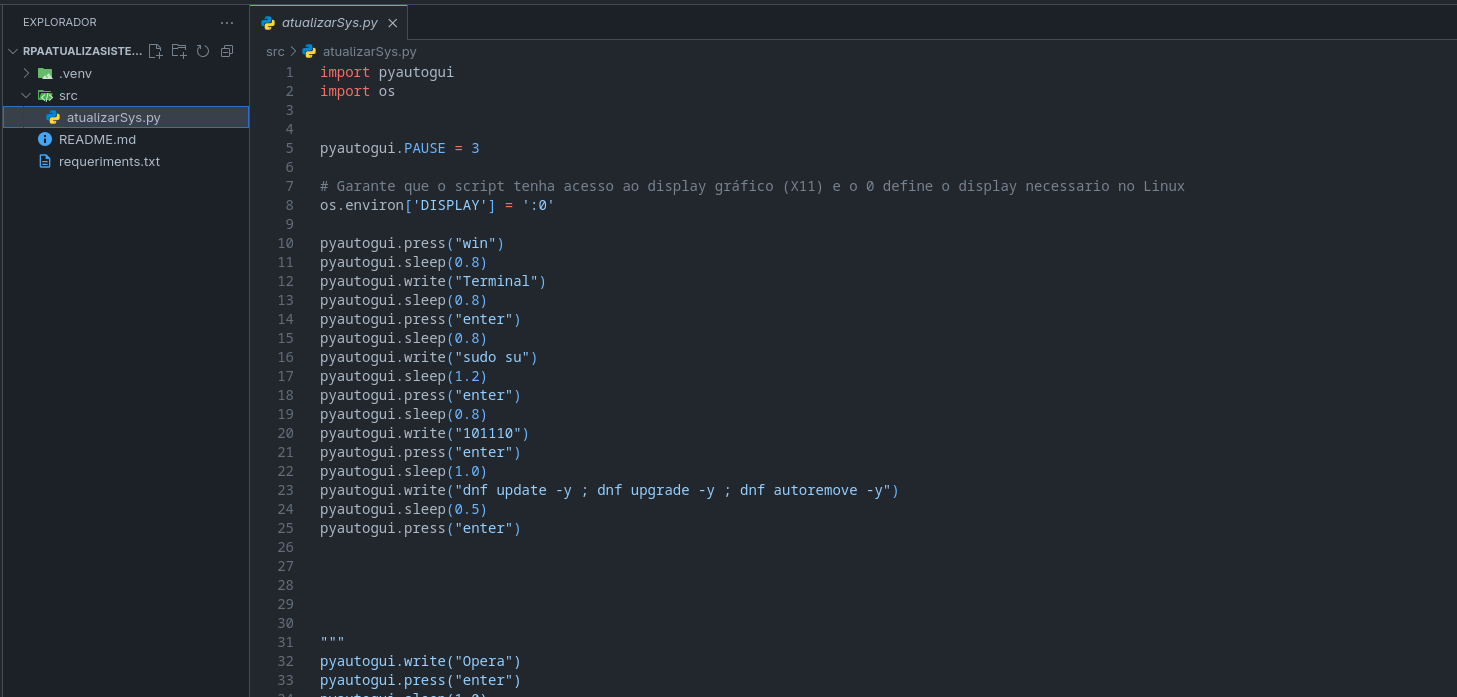 EXPLORADOR
RPAATUALIZASISTE...
.venv
src
atualizarSys.py
README.md
requeriments.txt
atualizarSys.py
src > atualizarSys.py
1 import pyautogui
2 import os
3
4
5 pyautogui.PAUSE = 3
6
7 # Garante que o script tenha acesso ao display gráfico (X11) e o 0 define o display necessario no Linux
8 os.environ['DISPLAY'] = ':0'
9
10 pyautogui.press("win")
11 pyautogui.sleep(0.8)
12 pyautogui.write("Terminal")
13 pyautogui.sleep(0.8)
14 pyautogui.press("enter")
15 pyautogui.sleep(0.8)
16 pyautogui.write("sudo su")
17 pyautogui.sleep(1.2)
18 pyautogui.press("enter")
19 pyautogui.sleep(0.8)
20 pyautogui.write("101110")
21 pyautogui.press("enter")
22 pyautogui.sleep(1.0)
23 pyautogui.write("dnf update -y ; dnf upgrade -y ; dnf autoremove -y")
24 pyautogui.sleep(0.5)
25 pyautogui.press("enter")
26
27
28
29
30
31 """
32 pyautogui.write("Opera")
33 pyautogui.press("enter")